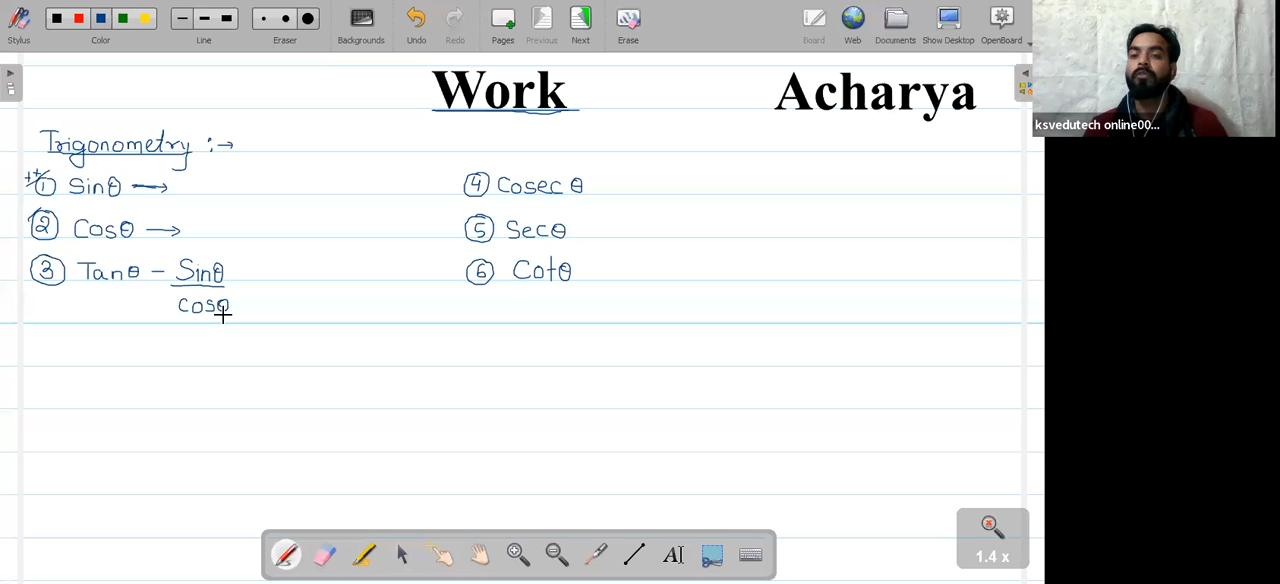 Stylus Color Line Eraser Backgrounds Undo Redo Pages Previous Next Erase Board Web Documents Show Desktop OpenBoard
Work Acharya
ksvedutech online00...
Trigonometry :→
① Sinθ →
④ Cosec θ
② Cosθ →
⑤ Secθ
③ Tanθ – Sinθ
cosθ
⑥ Cotθ
1.4 x